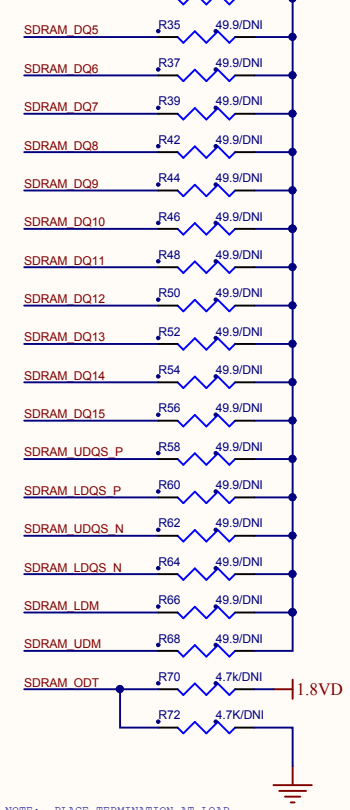 SDRAM_DQ5 R35 49.9/DNI
SDRAM_DQ6 R37 49.9/DNI
SDRAM_DQ7 R39 49.9/DNI
SDRAM_DQ8 R42 49.9/DNI
SDRAM_DQ9 R44 49.9/DNI
SDRAM_DQ10 R46 49.9/DNI
SDRAM_DQ11 R48 49.9/DNI
SDRAM_DQ12 R50 49.9/DNI
SDRAM_DQ13 R52 49.9/DNI
SDRAM_DQ14 R54 49.9/DNI
SDRAM_DQ15 R56 49.9/DNI
SDRAM_UDQS_P R58 49.9/DNI
SDRAM_LDQS_P R60 49.9/DNI
SDRAM_UDQS_N R62 49.9/DNI
SDRAM_LDQS_N R64 49.9/DNI
SDRAM_LDM R66 49.9/DNI
SDRAM_UDM R68 49.9/DNI
SDRAM_ODT R70 4.7k/DNI 1.8VD
R72 4.7K/DNI
NOTE: PLACE TERMINATION AT LOAD